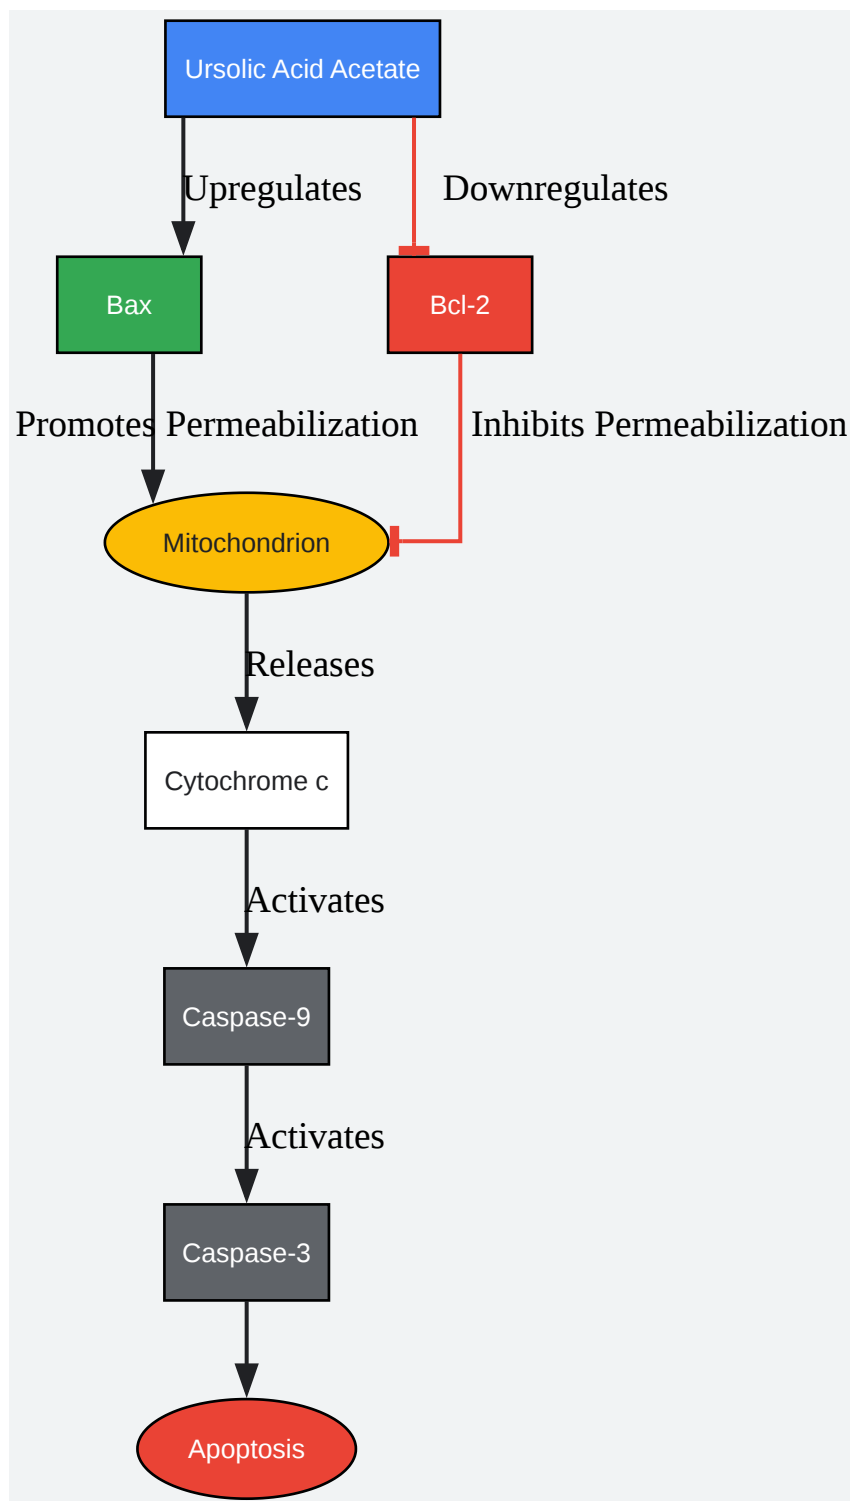 Ursolic Acid Acetate
Upregulates
Downregulates
Bax
Bcl-2
Promotes Permeabilization
Inhibits Permeabilization
Mitochondrion
Releases
Cytochrome c
Activates
Caspase-9
Activates
Caspase-3
Apoptosis